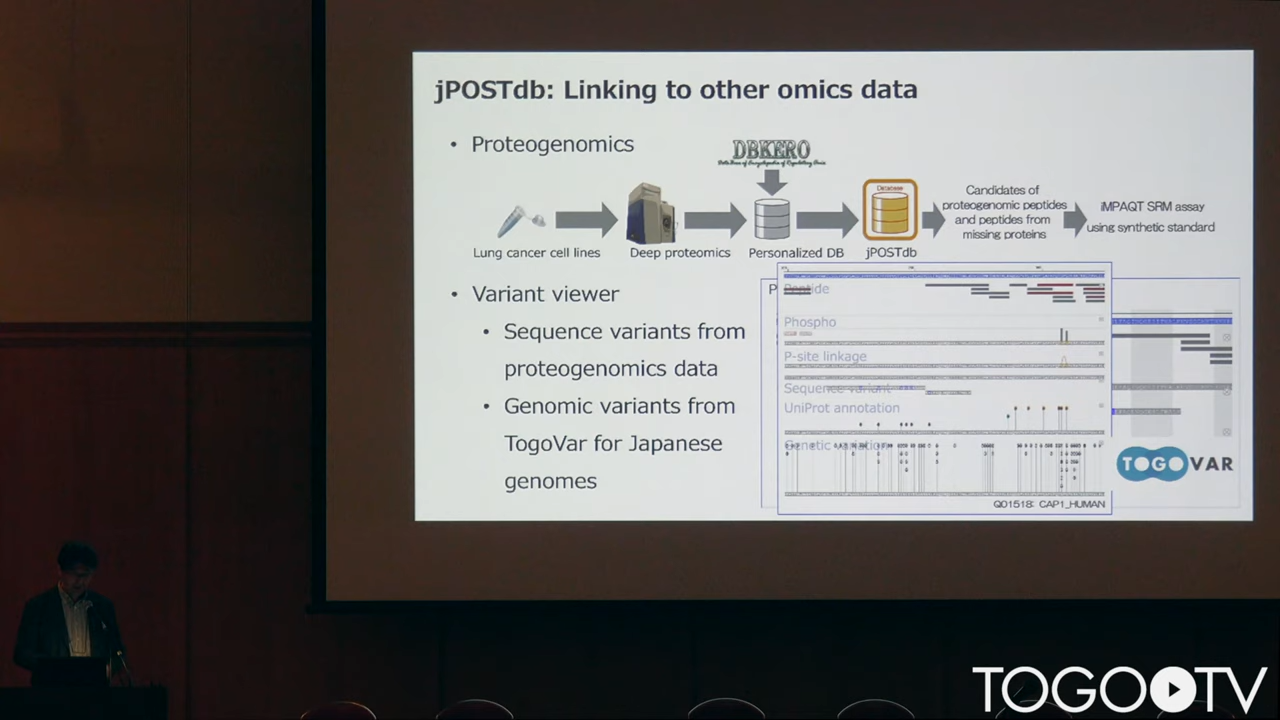 jPOSTdb: Linking to other omics data
• Proteogenomics
DBKERO
Lung cancer cell lines
Deep proteomics
Personalized DB
Database
jPOSTdb
Candidates of
proteogenomic peptides
and peptides from
missing proteins
iMPAQT SRM assay
using synthetic standard
• Variant viewer
• Sequence variants from
proteogenomics data
• Genomic variants from
TogoVar for Japanese
genomes
Peptide
Phospho
P-site linkage
Sequence variant
UniProt annotation
Genetic variation
Q01518: CAP1_HUMAN
TOGOVAR
TOGOTV